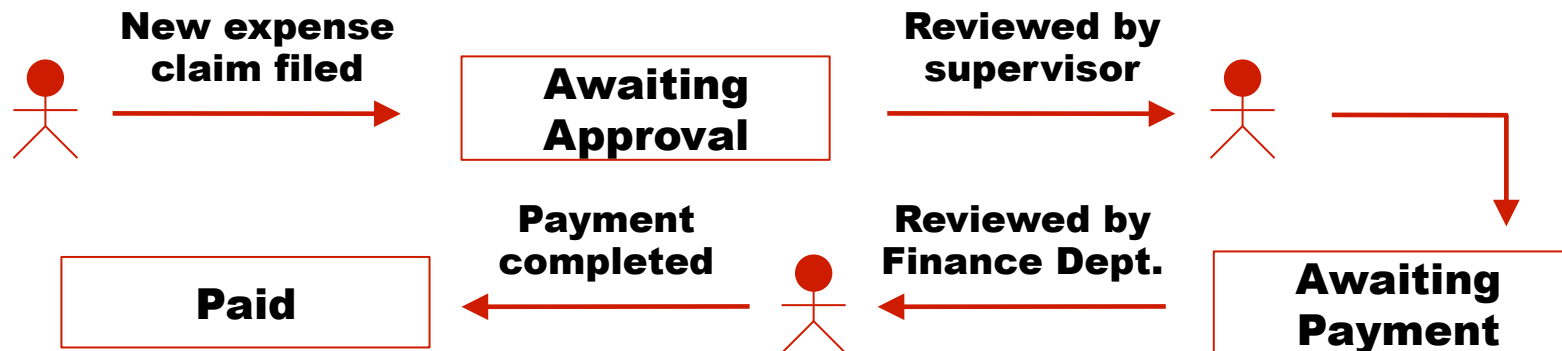 New expense
claim filed
Awaiting
Approval
Reviewed by
supervisor
Payment
completed
Reviewed by
Finance Dept.
Paid
Awaiting
Payment